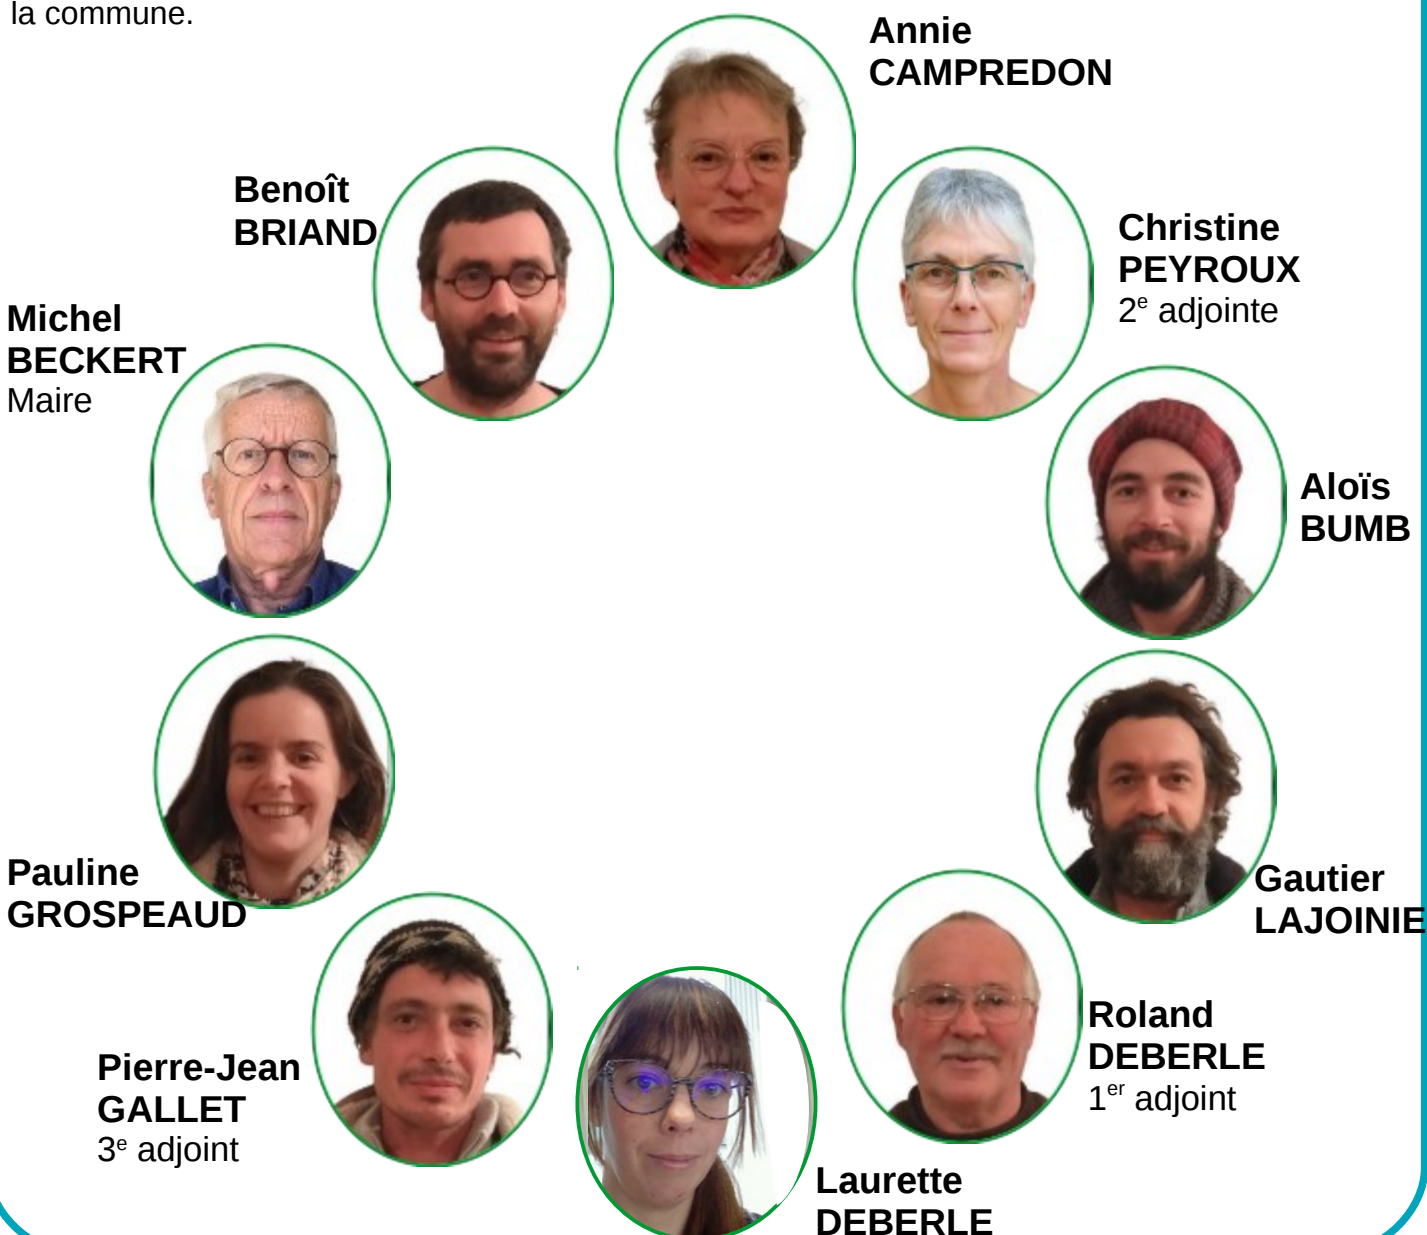 la commune.
Annie
CAMPREDON
Benoît
BRIAND
Christine
PEYROUX
2e adjointe
Michel
BECKERT
Maire
Aloïs
BUMB
Pauline
GROSPEAUD
Gautier
LAJOINIE
Roland
DEBERLE
1er adjoint
Pierre-Jean
GALLET
3e adjoint
Laurette
DEBERLE